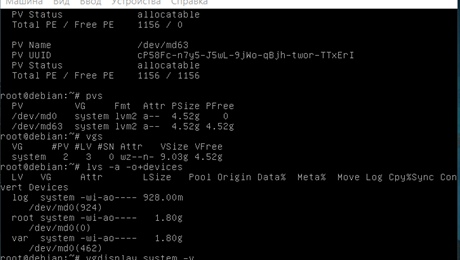 Машина Вид Ввод Устройства Справка
PV Status allocatable
Total PE / Free PE 1156 / 0
PV Name /dev/md63
PV UUID cP58Fc-n7y5-J5wL-9jWo-qBjh-twor-TTxErI
PV Status allocatable
Total PE / Free PE 1156 / 1156
root@debian:~# pvs
PV VG Fmt Attr PSize PFree
/dev/md0 system lvm2 a-- 4.52g 0
/dev/md63 system lvm2 a-- 4.52g 4.52g
root@debian:~# vgs
VG #PV #LV #SN Attr VSize VFree
system 2 3 0 wz--n- 9.03g 4.52g
root@debian:~# lvs -a -o+devices
LV VG Attr LSize Pool Origin Data% Meta% Move Log Cpy%Sync Con
vert Devices
log system -wi-ao---- 928.00m
/dev/md0(924)
root system -wi-ao---- 1.80g
/dev/md0(0)
var system -wi-ao---- 1.80g
/dev/md0(462)
root@debian:~# vgdisplay system -v